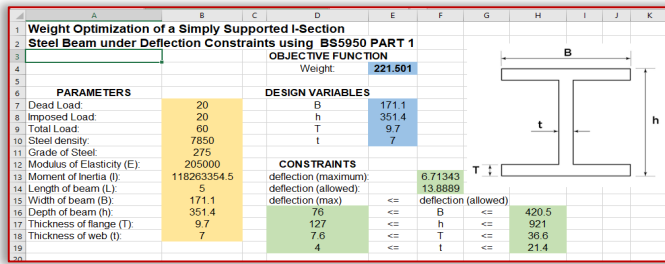 A B C D E F G H I J K
1 Weight Optimization of a Simply Supported I-Section
2 Steel Beam under Deflection Constraints using BS5950 PART 1
3 OBJECTIVE FUNCTION
4 Weight: 221.501
5
6 PARAMETERS DESIGN VARIABLES
7 Dead Load: 20 B 171.1
8 Imposed Load: 20 h 351.4
9 Total Load: 60 T 9.7
10 Steel density: 7850 t 7
11 Grade of Steel: 275
12 Modulus of Elasticity (E): 205000 CONSTRAINTS
13 Moment of Inertia (I): 118263354.5 deflection (maximum): 6.71343
14 Length of beam (L): 5 deflection (allowed): 13.8889
15 Width of beam (B): 171.1 deflection (max) <= deflection (allowed)
16 Depth of beam (h): 351.4 76 <= B <= 420.5
17 Thickness of flange (T): 9.7 127 <= h <= 921
18 Thickness of web (t): 7 7.6 <= T <= 36.6
19 4 <= t <= 21.4
20
B
t
h
T